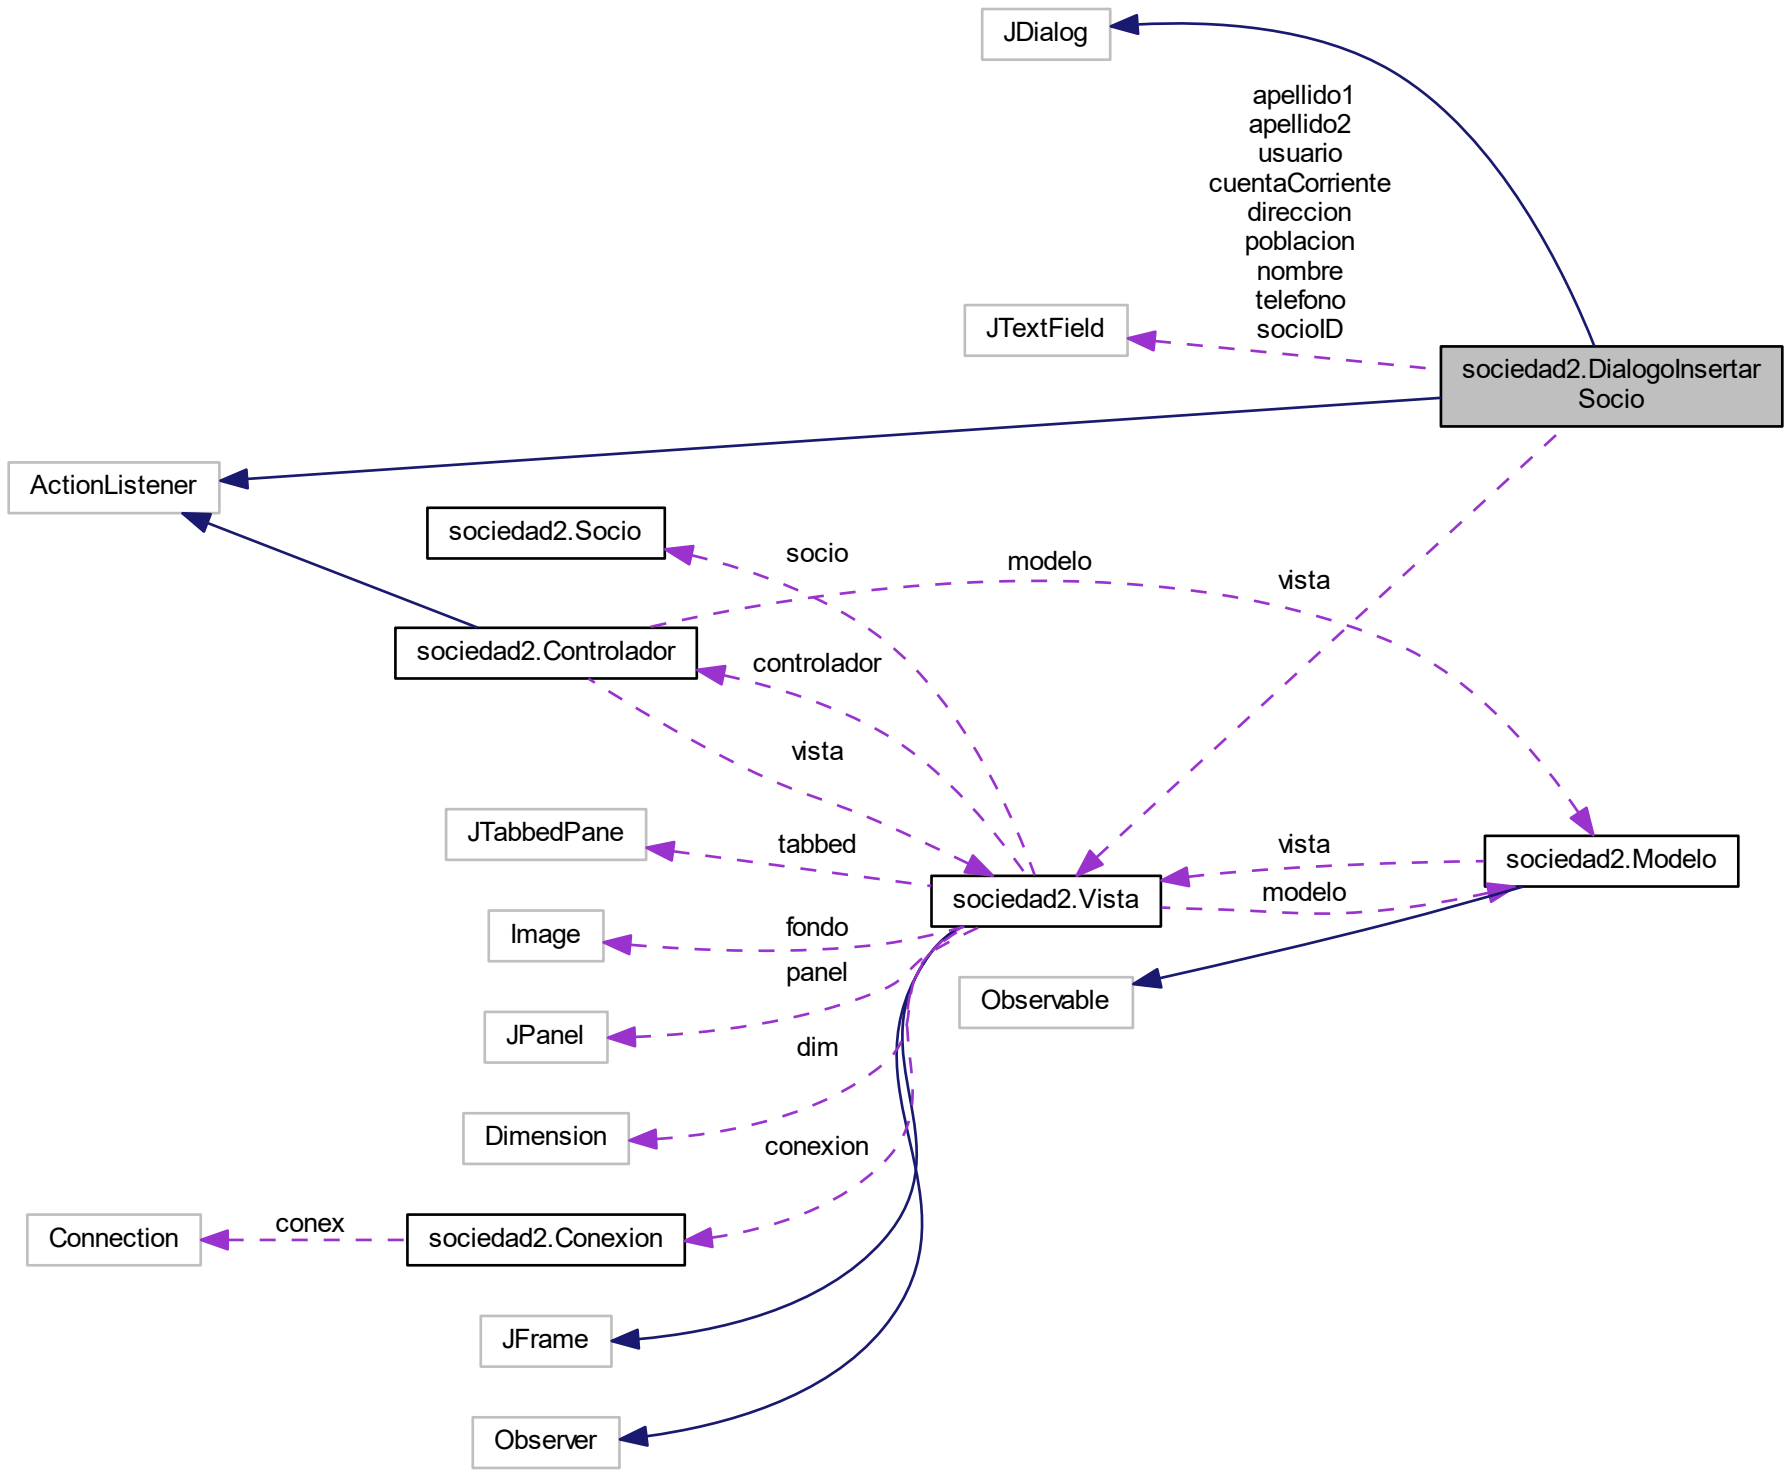 JDialog
apellido1
apellido2
usuario
cuentaCorriente
direccion
poblacion
nombre
telefono
socioID
JTextField
sociedad2.DialogoInsertar
Socio
ActionListener
sociedad2.Socio
socio
modelo
vista
sociedad2.Controlador
controlador
vista
JTabbedPane
tabbed
vista
sociedad2.Modelo
sociedad2.Vista
modelo
Image
fondo
panel
Observable
JPanel
dim
Dimension
conexion
Connection
conex
sociedad2.Conexion
JFrame
Observer